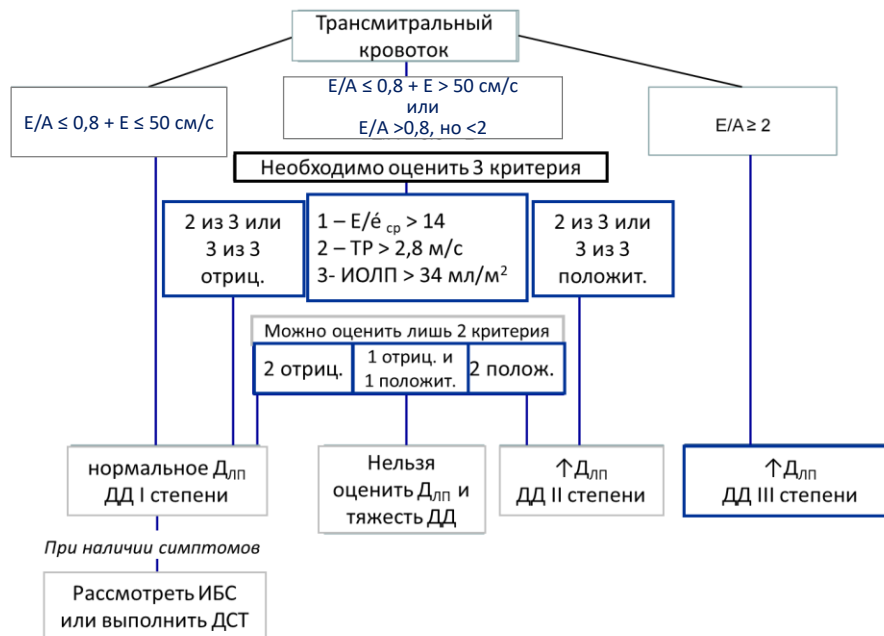 Трансмитральный
кровоток
E/A ≤ 0,8 + E ≤ 50 см/с
E/A ≤ 0,8 + E > 50 см/с
или
E/A >0,8, но <2
E/A ≥ 2
Необходимо оценить 3 критерия
2 из 3 или
3 из 3
отриц.
1 – E/é ср > 14
2 – ТР > 2,8 м/с
3- ИОЛП > 34 мл/м²
2 из 3 или
3 из 3
положит.
Можно оценить лишь 2 критерия
2 отриц.
1 отриц. и
1 положит.
2 полож.
нормальное ДЛП
ДД I степени
Нельзя
оценить ДЛП и
тяжесть ДД
↑ДЛП
ДД II степени
↑ДЛП
ДД III степени
При наличии симптомов
Рассмотреть ИБС
или выполнить ДСТ